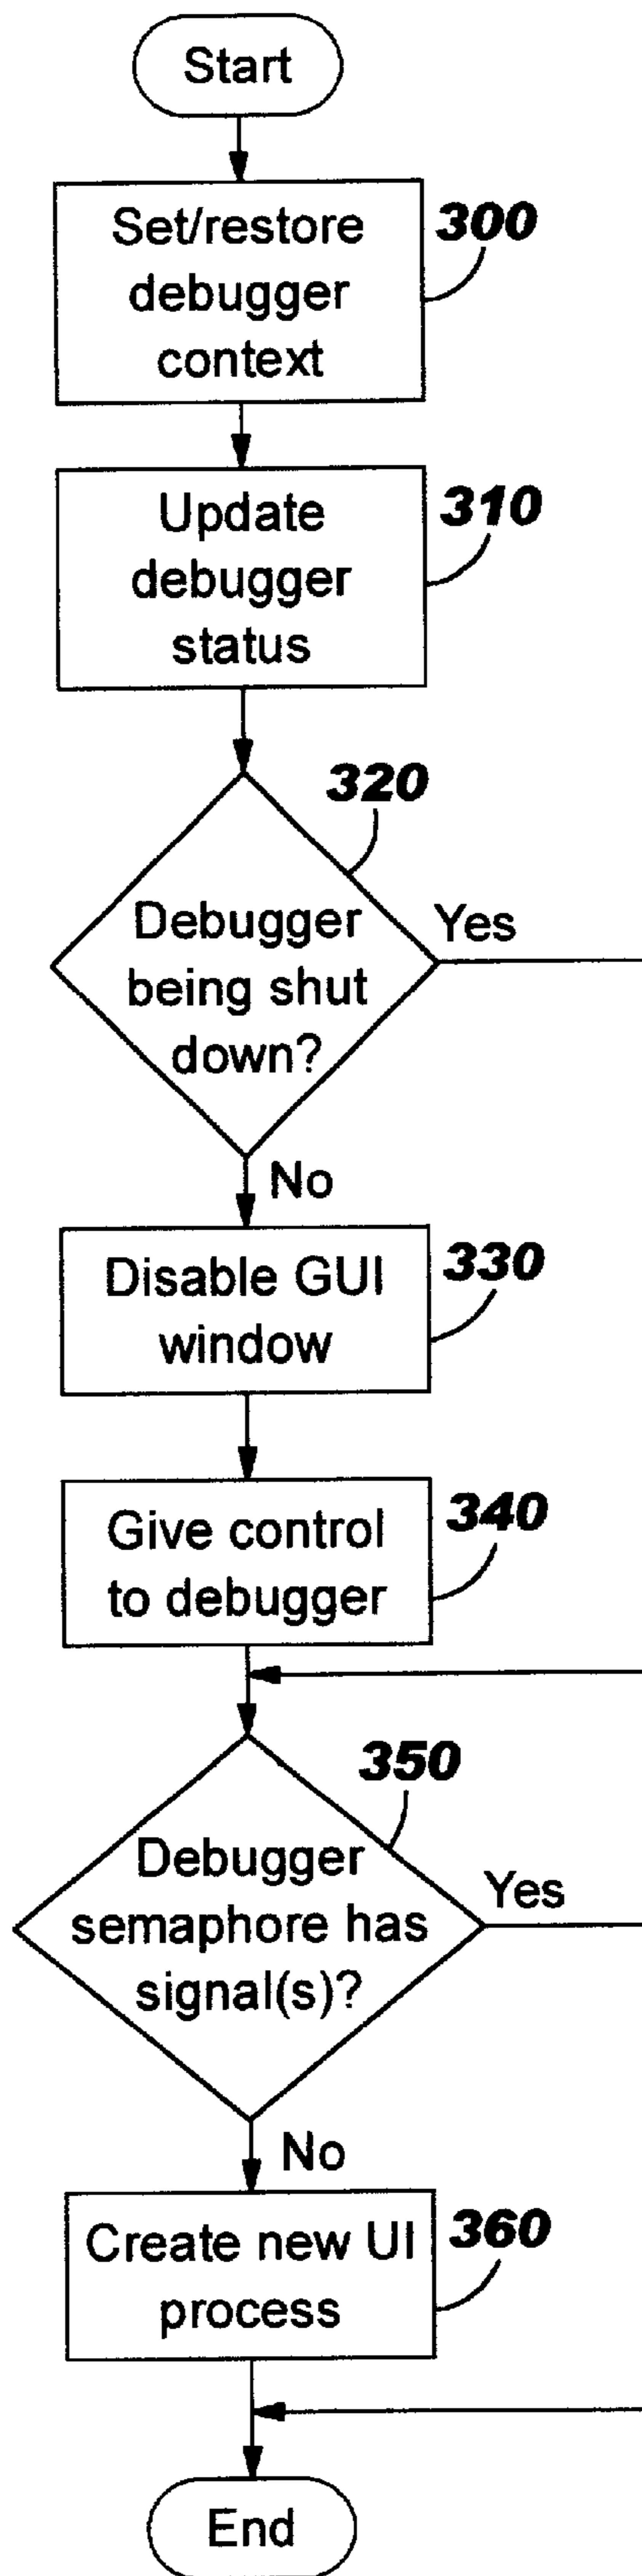 Start
Set/restore
debugger
context
300
Update
debugger
status
310
320
Debugger
being shut
down?
Yes
No
Disable GUI
window
330
Give control
to debugger
340
350
Debugger
semaphore has
signal(s)?
Yes
No
Create new UI
process
360
End